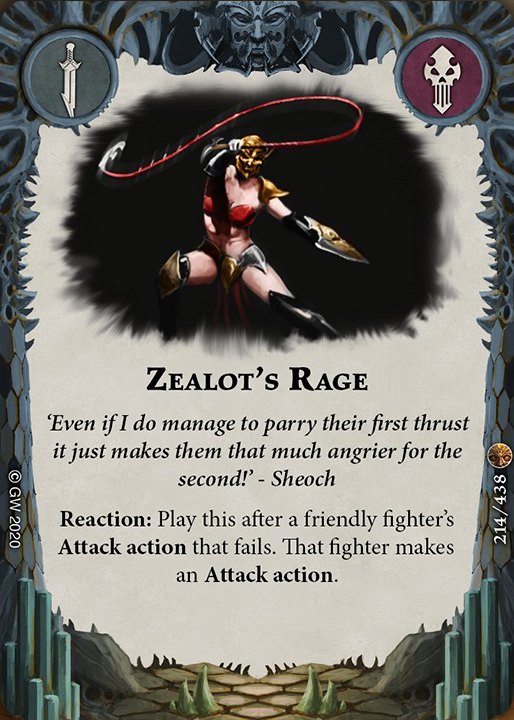 Zealot's Rage
'Even if I do manage to parry their first thrust
it just makes them that much angrier for the
second!' - Sheoch
Reaction: Play this after a friendly fighter's
Attack action that fails. That fighter makes
an Attack action.
© GW 2020
214/438